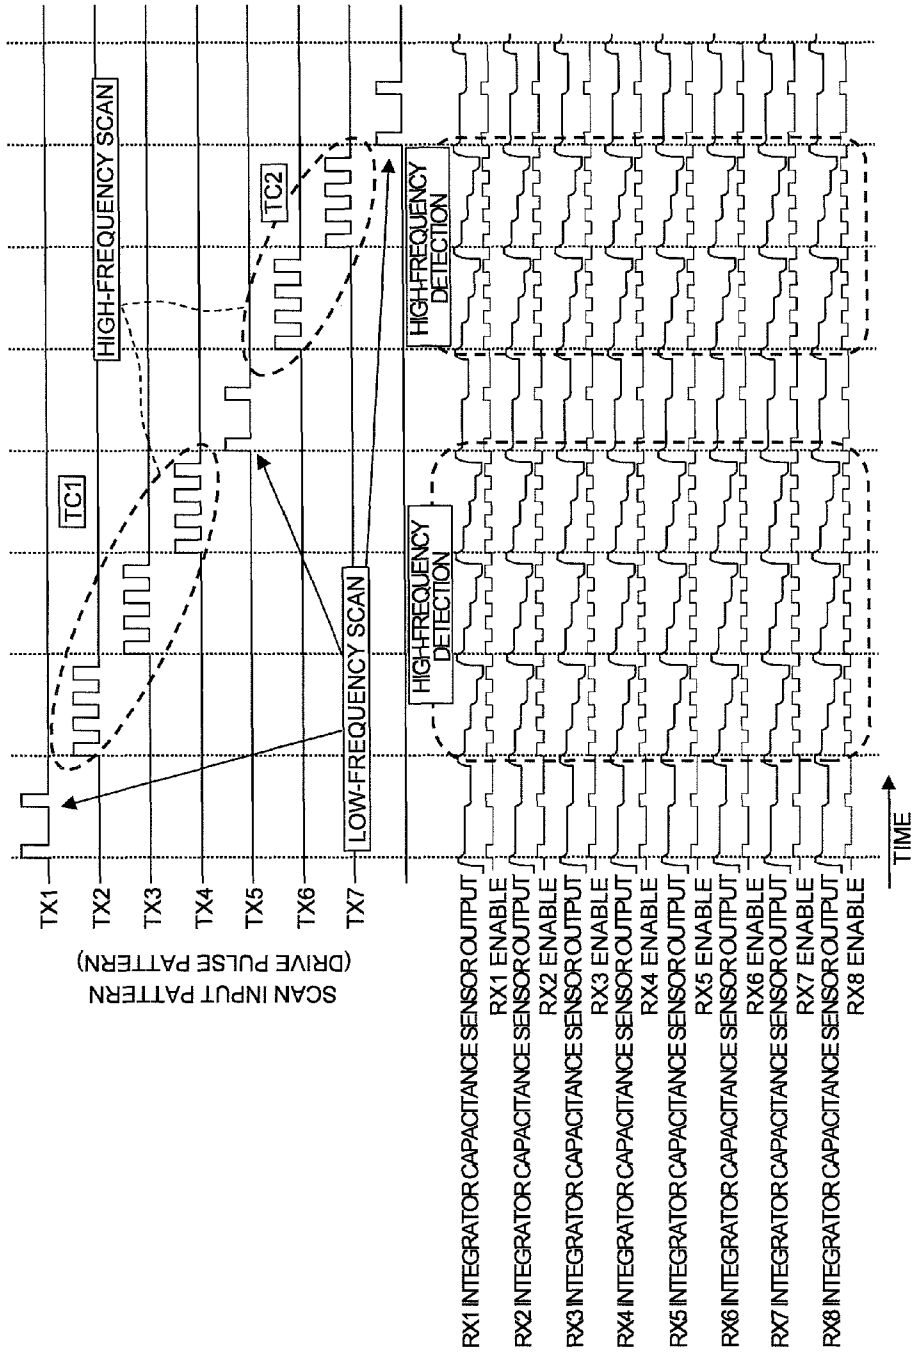 SCAN INPUT PATTERN
(DRIVE PULSE PATTERN)
TX1
TX2
TX3
TX4
TX5
TX6
TX7
HIGH-FREQUENCY SCAN
TC1
TC2
LOW-FREQUENCY SCAN
HIGH-FREQUENCY
DETECTION
HIGH-FREQUENCY
DETECTION
RX1 INTEGRATOR CAPACITANCE SENSOR OUTPUT
RX1 ENABLE
RX2 INTEGRATOR CAPACITANCE SENSOR OUTPUT
RX2 ENABLE
RX3 INTEGRATOR CAPACITANCE SENSOR OUTPUT
RX3 ENABLE
RX4 INTEGRATOR CAPACITANCE SENSOR OUTPUT
RX4 ENABLE
RX5 INTEGRATOR CAPACITANCE SENSOR OUTPUT
RX5 ENABLE
RX6 INTEGRATOR CAPACITANCE SENSOR OUTPUT
RX6 ENABLE
RX7 INTEGRATOR CAPACITANCE SENSOR OUTPUT
RX7 ENABLE
RX8 INTEGRATOR CAPACITANCE SENSOR OUTPUT
RX8 ENABLE
TIME